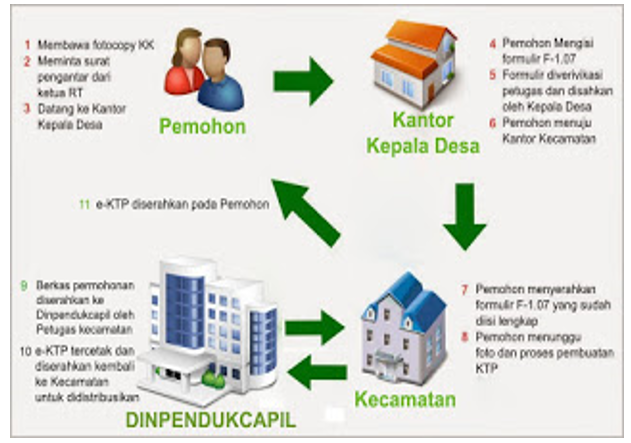 1 Membawa fotocopy KK
2 Meminta surat
pengantar dari
ketua RT
3 Datang ke Kantor
Kepala Desa
Pemohon
Kantor
Kepala Desa
4 Pemohon Mengisi
formulir F-1.07
5 Formulir diverivikasi
petugas dan disahkan
oleh Kepala Desa
6 Pemohon menuju
Kantor Kecamatan
11 e-KTP diserahkan pada Pemohon
7 Pemohon menyerahkan
formulir F-1.07 yang sudah
diisi lengkap
8 Pemohon menunggu
foto dan proses pembuatan
KTP
Kecamatan
9 Berkas permohonan
diserahkan ke
Dinpendukcapil oleh
Petugas kecamatan
10 e-KTP tercetak dan
diserahkan kembali
ke Kecamatan
untuk didistribusikan
DINPENDUKCAPIL